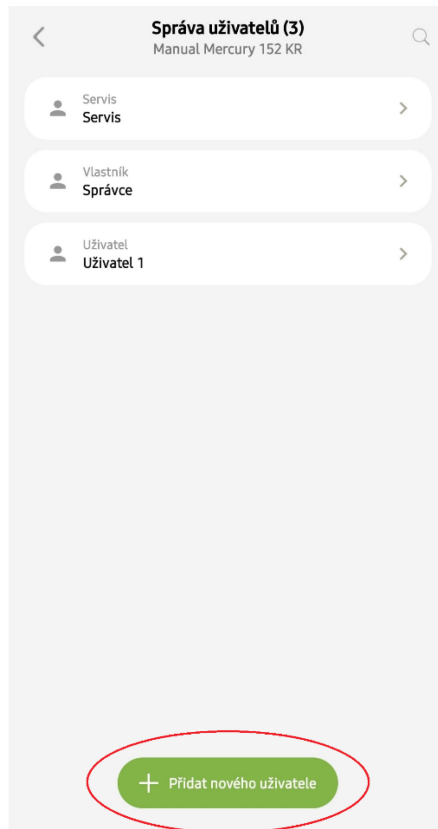 Správa uživatelů (3)
Manual Mercury 152 KR
Servis
Servis
Vlastník
Správce
Uživatel
Uživatel 1
Přidat nového uživatele